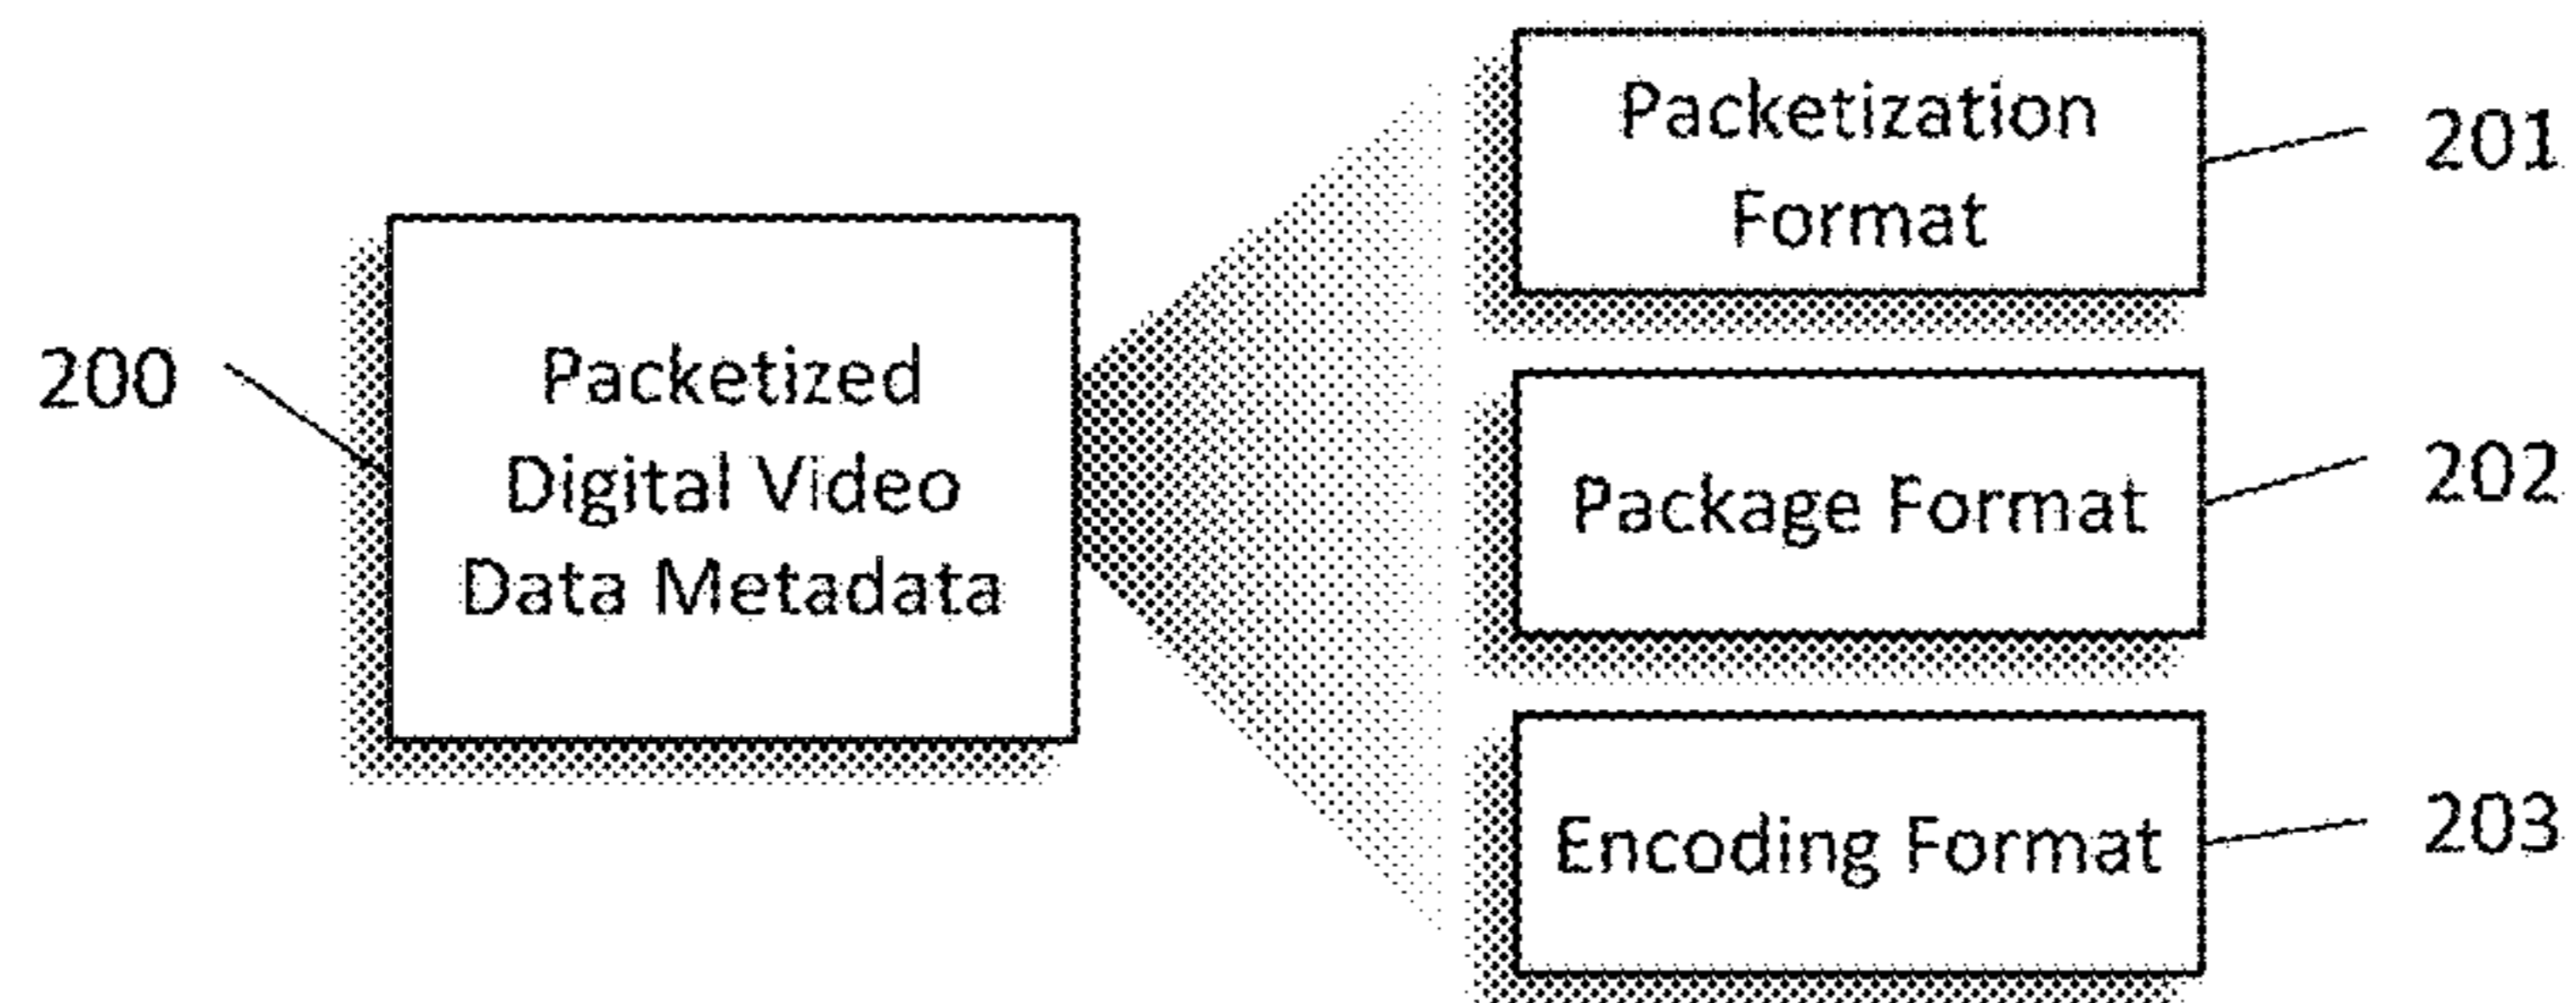 200
Packetized
Digital Video
Data Metadata
Packetization
Format
201
Package Format
202
Encoding Format
203